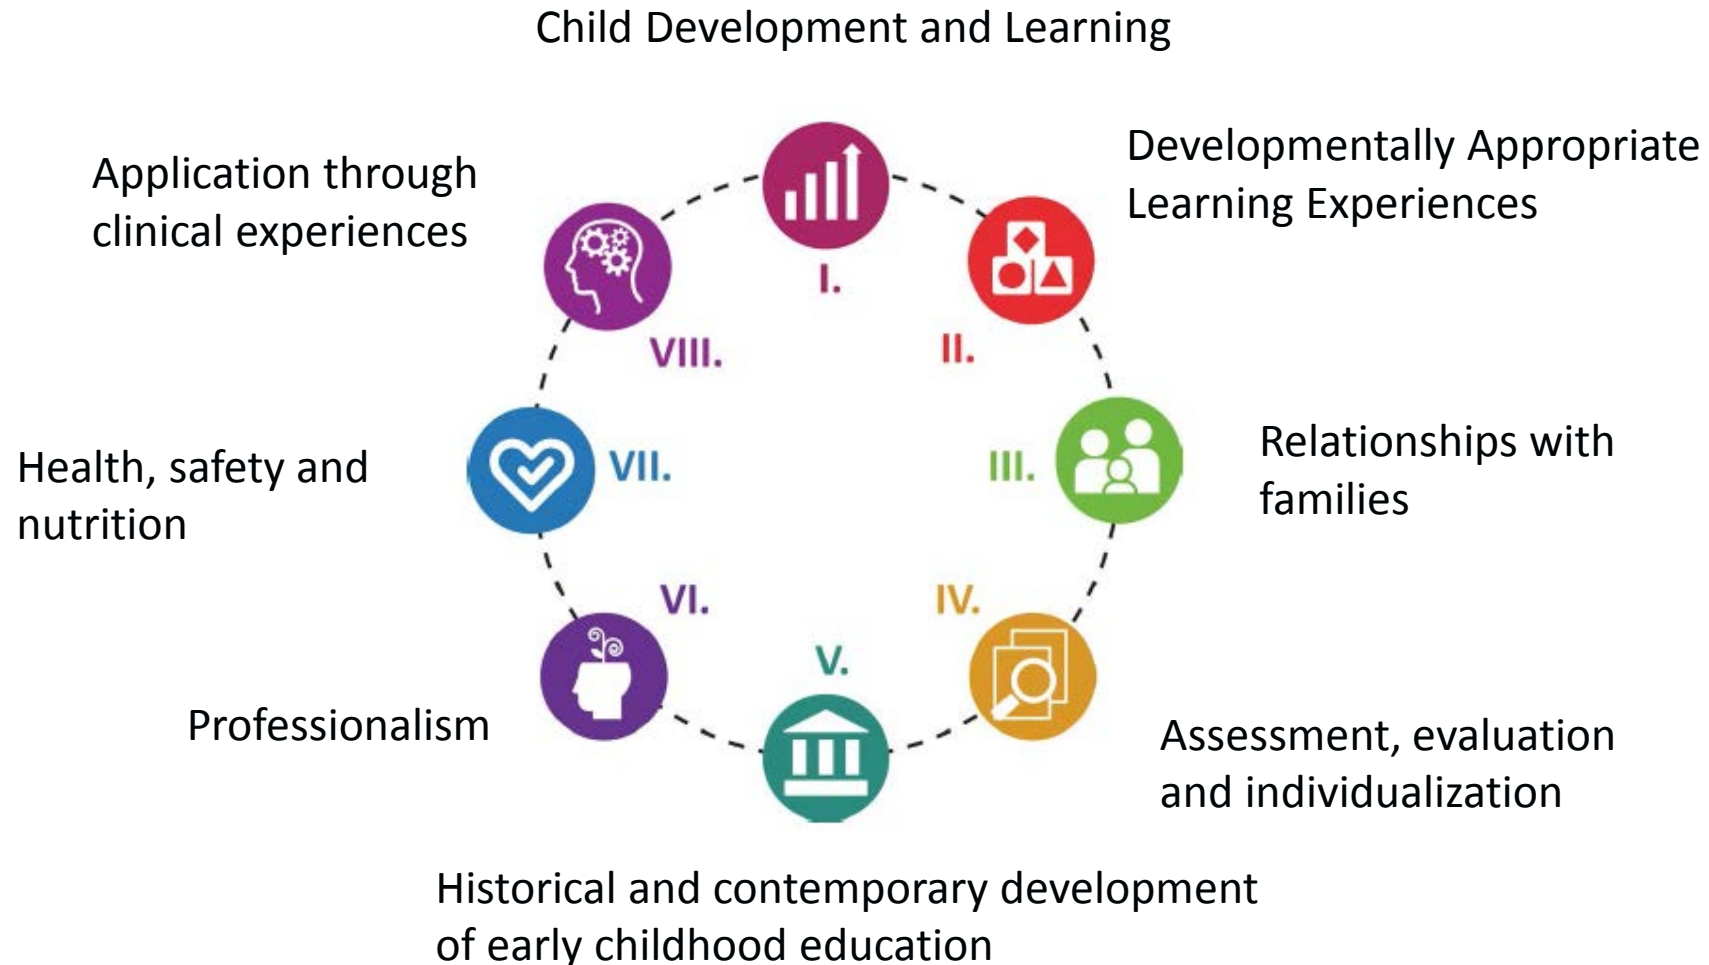 Child Development and Learning
I.
Developmentally Appropriate
Learning Experiences
II.
Relationships with
families
III.
Assessment, evaluation
and individualization
IV.
Historical and contemporary development
of early childhood education
V.
Professionalism
VI.
Health, safety and
nutrition
VII.
Application through
clinical experiences
VIII.